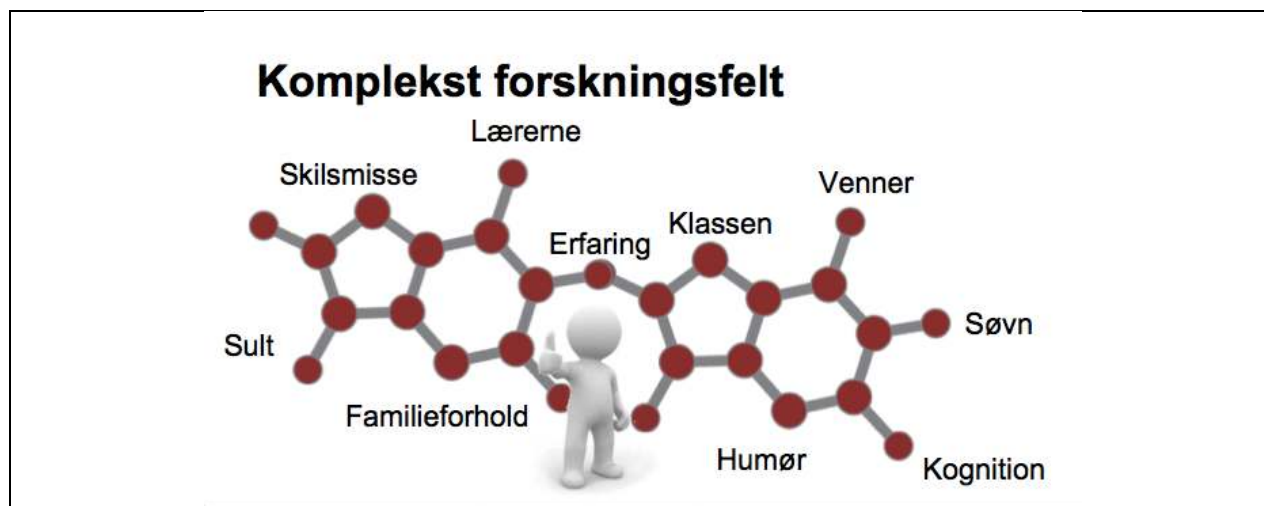 Komplekst forskningsfelt
Lærerne
Skilsmisse
Venner
Klassen
Erfaring
Søvn
Sult
Familieforhold
Humør
Kognition